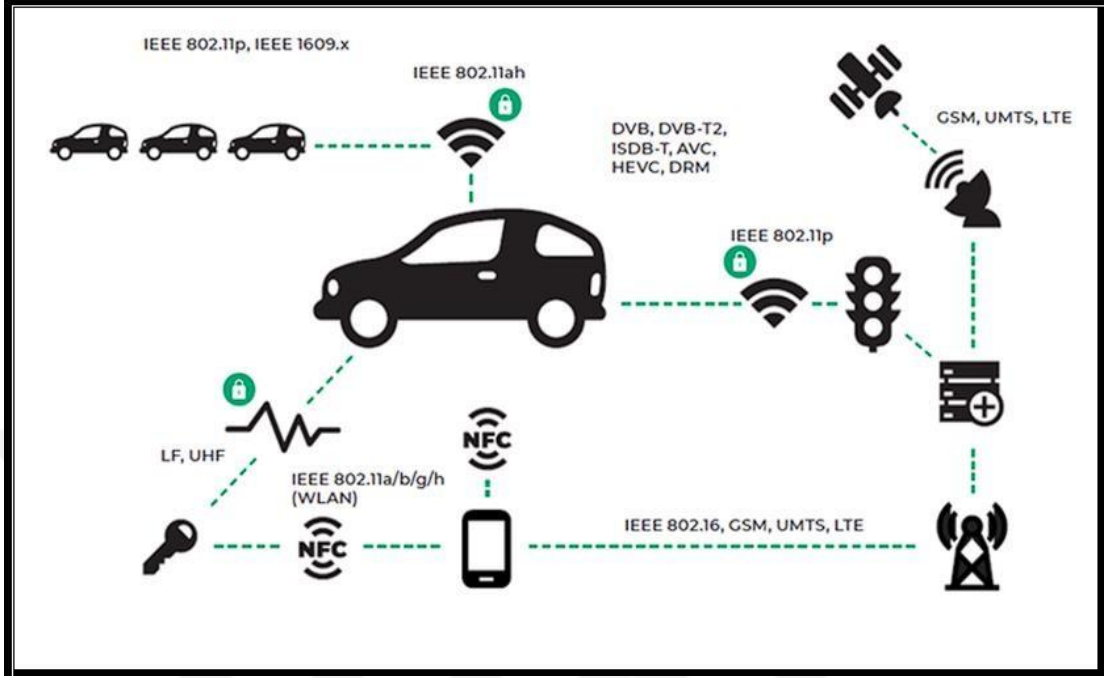 IEEE 802.11p, IEEE 1609.x
IEEE 802.11ah
GSM, UMTS, LTE
DVB, DVB-T2,
ISDB-T, AVC,
HEVC, DRM
IEEE 802.11p
LF, UHF
NFC
IEEE 802.11a/b/g/h
(WLAN)
NFC
IEEE 802.16, GSM, UMTS, LTE